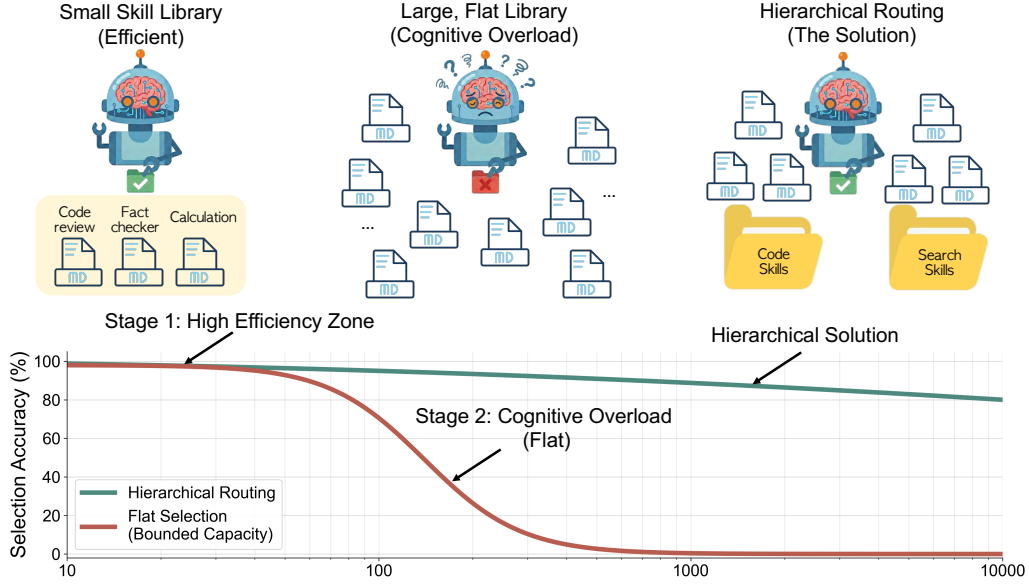 Small Skill Library
(Efficient)
Large, Flat Library
(Cognitive Overload)
Hierarchical Routing
(The Solution)
? ? ?
Code
review
Fact
checker
Calculation
MD
MD
MD
MD
MD
MD
MD
...
...
MD
MD
MD
MD
MD
MD
MD
MD
MD
MD
MD
Code
Skills
Search
Skills
Stage 1: High Efficiency Zone
Hierarchical Solution
Stage 2: Cognitive Overload
(Flat)
Selection Accuracy (%)
100
80
60
40
20
0
Hierarchical Routing
Flat Selection
(Bounded Capacity)
10
100
1000
10000